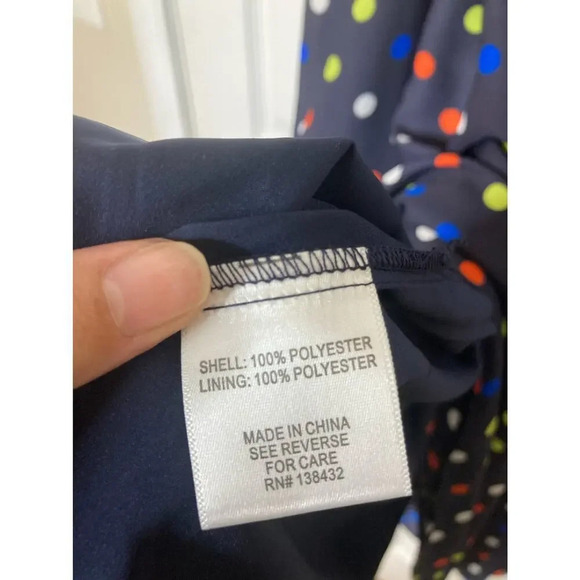 SHELL: 100% POLYESTER
LINING: 100% POLYESTER
MADE IN CHINA
SEE REVERSE
FOR CARE
RN# 138432